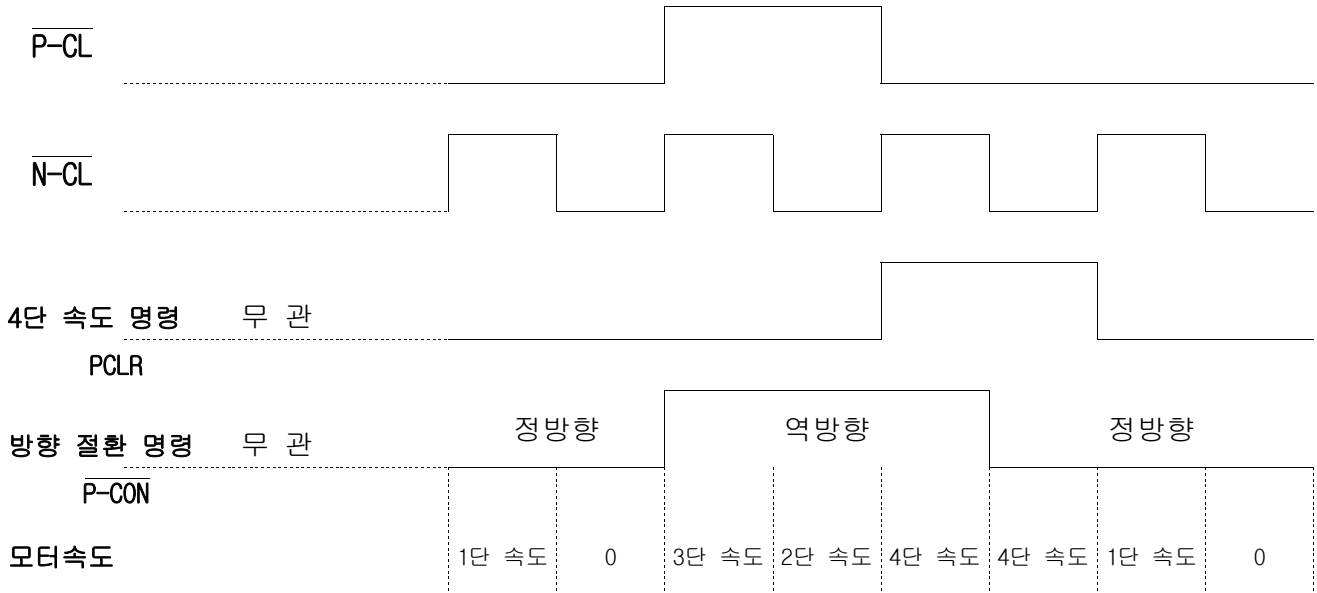 P-CL
N-CL
4단 속도 명령 무 관
PCLR
정방향 역방향 정방향
방향 절환 명령 무 관
P-CON
모터속도 1단 속도 0 3단 속도 2단 속도 4단 속도 4단 속도 1단 속도 0